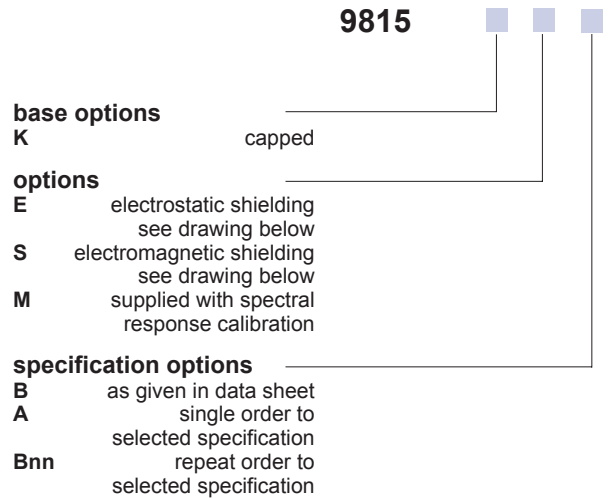 9815
base options
K capped
options
E electrostatic shielding
see drawing below
S electromagnetic shielding
see drawing below
M supplied with spectral
response calibration
specification options
B as given in data sheet
A single order to
selected specification
Bnn repeat order to
selected specification